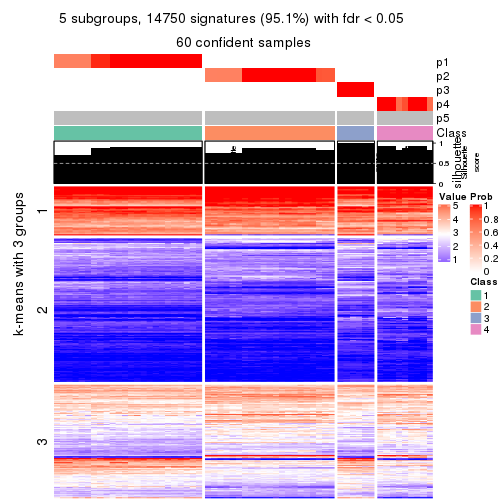 5 subgroups, 14750 signatures (95.1%) with fdr < 0.05
60 confident samples
p1
p2
p3
p4
p5
Class
1
0.5
0
silhouette
Silhouette
score
k-means with 3 groups
1
2
3
Value
5
4
3
2
1
Prob
1
0.8
0.6
0.4
0.2
0
Class
1
2
3
4